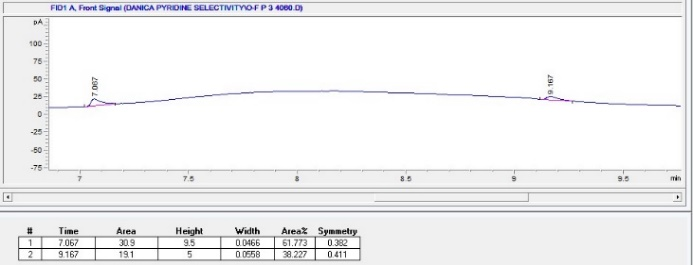 FID1 A, Front Signal (DANICA PYRIDINE SELECTIVITY\O-F P 3 4060.D)
pA
100
75
50
25
0
-25
-50
-75
7.067
9.167
7 7.5 8 8.5 9 9.5 min
# Time Area Height Width Area% Symmetry
1 7.067 30.9 9.5 0.0466 61.773 0.382
2 9.167 19.1 5 0.0558 38.227 0.411